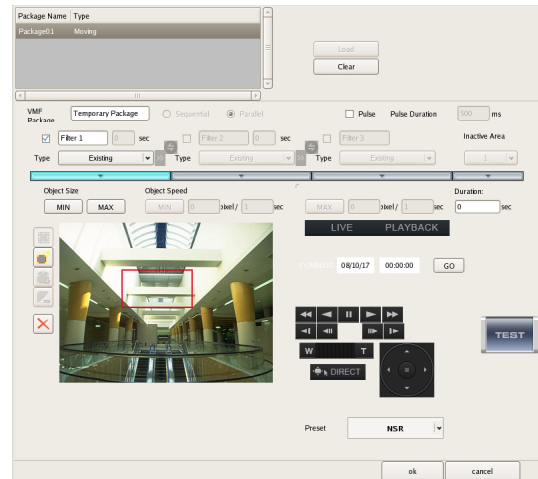 Package Name Type
Package01 Moving
Load
Clear
VMF Package
Temporary Package
Sequential
Parallel
Pulse
Pulse Duration
500 ms
Filter 1
0 sec
Filter 2
0 sec
Filter 3
Inactive Area
Type Existing
>>
Type Existing
>>
Type Existing
1
Object Size
Object Speed
Duration:
MIN MAX
MIN 0 pixel/ 1 sec
MAX 0 pixel/ 1 sec
0 sec
LIVE PLAYBACK
08/10/17 00:00:00 GO
W T
DIRECT
TEST
Preset NSR
ok cancel